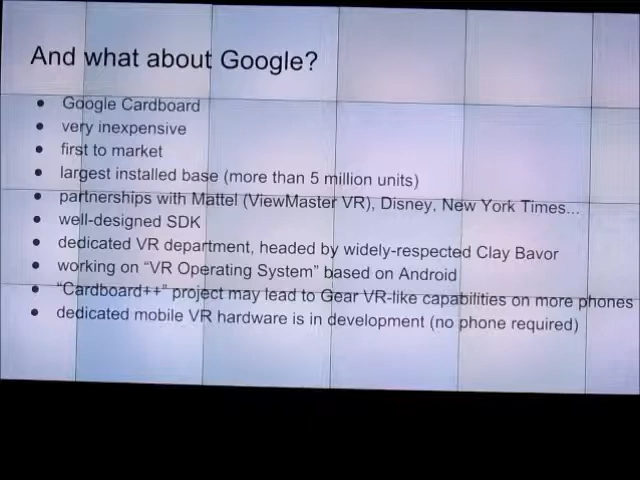 And what about Google?
● Google Cardboard
● very inexpensive
● first to market
● largest installed base (more than 5 million units)
● partnerships with Mattel (ViewMaster VR), Disney, New York Times...
● well-designed SDK
● dedicated VR department, headed by widely-respected Clay Bavor
● working on “VR Operating System” based on Android
● “Cardboard++” project may lead to Gear VR-like capabilities on more phones
● dedicated mobile VR hardware is in development (no phone required)